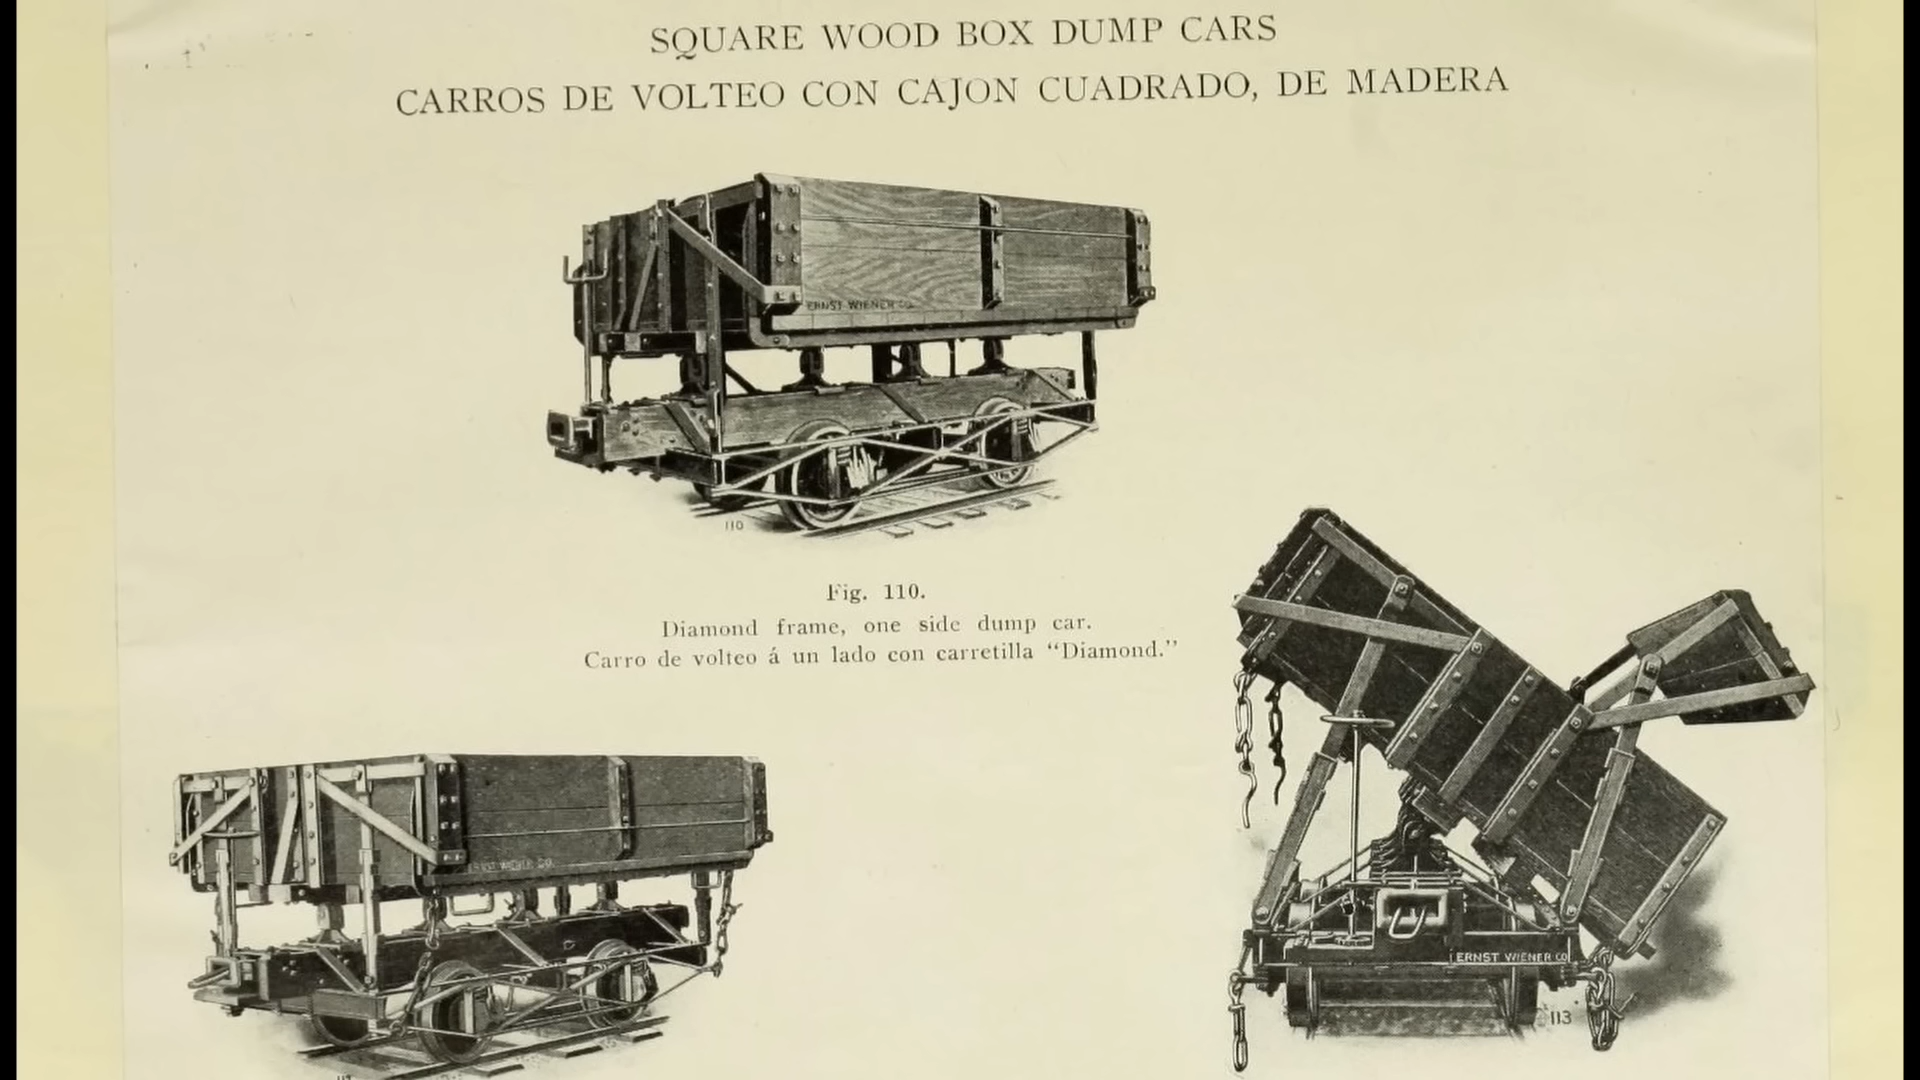 SQUARE WOOD BOX DUMP CARS
CARROS DE VOLTEO CON CAJON CUADRADO, DE MADERA
ERNST WIENER CO.
110
Fig. 110.
Diamond frame, one side dump car.
Carro de volteo á un lado con carretilla “Diamond.”
ERNST WIENER CO.
ERNST WIENER CO
113